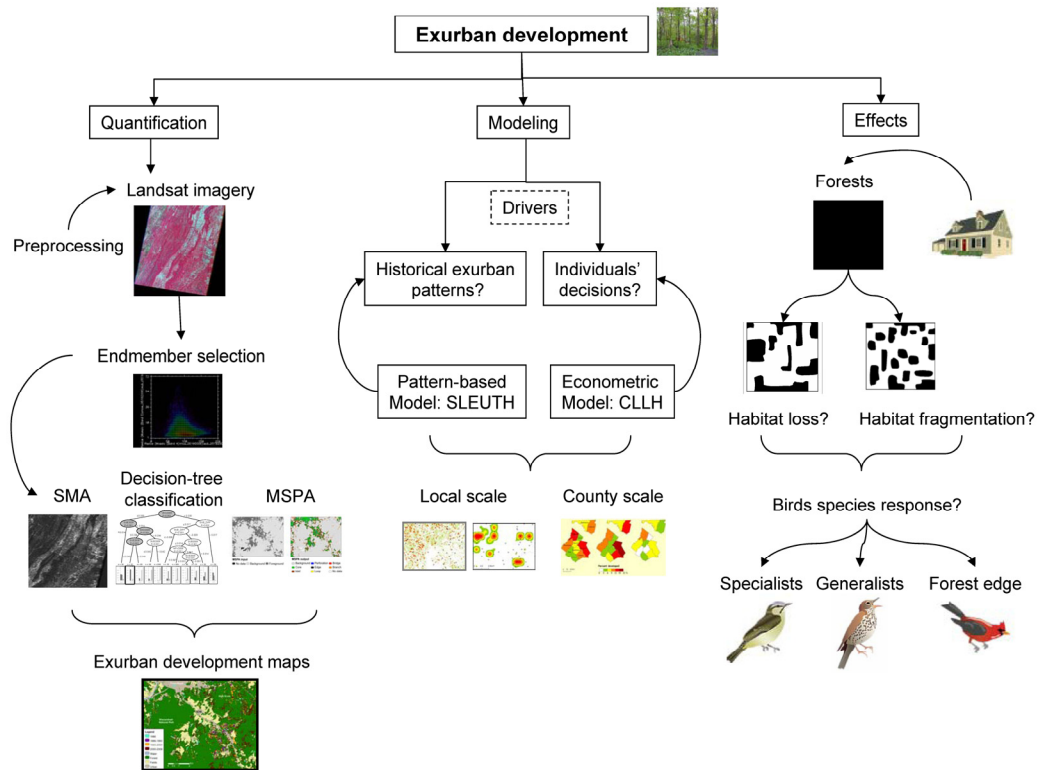 Exurban development
Quantification
Modeling
Effects
Landsat imagery
Preprocessing
Drivers
Forests
Historical exurban
patterns?
Individuals’
decisions?
Endmember selection
Pattern-based
Model: SLEUTH
Econometric
Model: CLLH
Habitat loss?
Habitat fragmentation?
SMA
Decision-tree
classification
MSPA
Local scale
County scale
Birds species response?
Specialists
Generalists
Forest edge
Exurban development maps